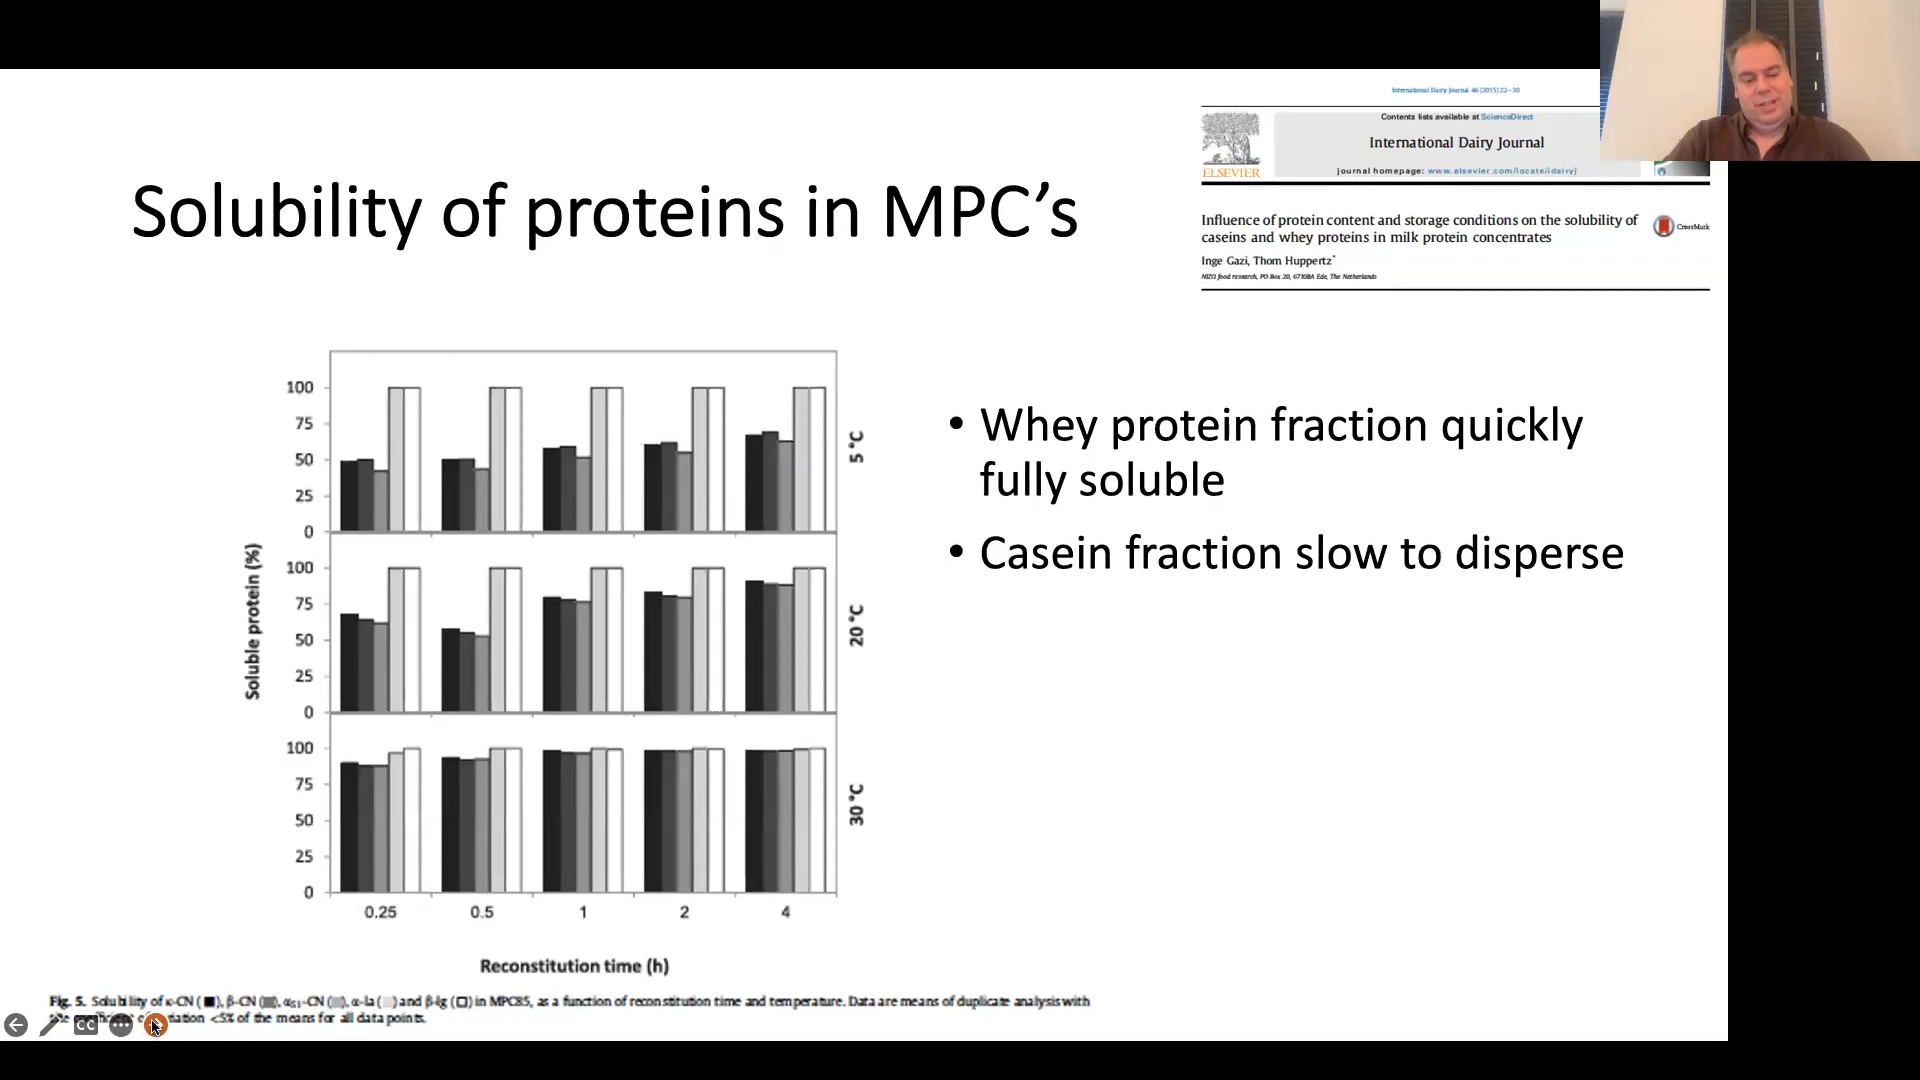 International Dairy Journal 46 (2015) 22–30
Contents lists available at ScienceDirect
International Dairy Journal
ELSEVIER
journal homepage: www.elsevier.com/locate/idairyj
Solubility of proteins in MPC’s
Influence of protein content and storage conditions on the solubility of
caseins and whey proteins in milk protein concentrates
CrossMark
Inge Gazi, Thom Huppertz*
NIZO food research, PO Box 20, 6710BA Ede, The Netherlands
100
75
50
25
0
5 °C
100
75
50
25
0
20 °C
100
75
50
25
0
30 °C
Soluble protein (%)
0.25 0.5 1 2 4
Reconstitution time (h)
• Whey protein fraction quickly
fully soluble
• Casein fraction slow to disperse
Fig. 5. Solubility of κ-CN (■), β-CN (■), αS1-CN (■), α-la (□) and β-lg (□) in MPC85, as a function of reconstitution time and temperature. Data are means of duplicate analysis with
<5% of the means for all data points.
CC